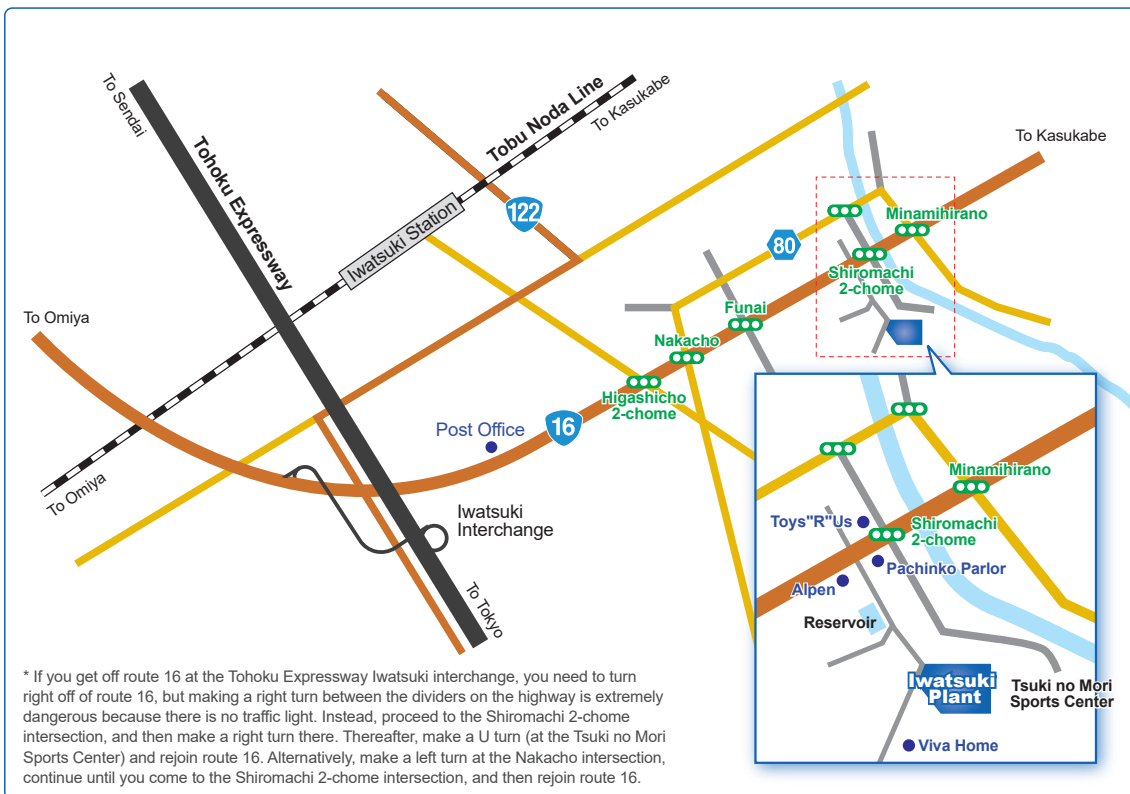 To Sendai
Tohoku Expressway
Tobu Noda Line
To Kasukabe
Iwatsuki Station
122
To Kasukabe
Minamihirano
80
Shiromachi
2-chome
To Omiya
Funai
Nakacho
Higashicho
2-chome
16
Post Office
To Omiya
Iwatsuki
Interchange
To Tokyo
Minamihirano
Toys"R"Us
Shiromachi
2-chome
Pachinko Parlor
Alpen
Reservoir
Iwatsuki
Plant
Tsuki no Mori
Sports Center
Viva Home
* If you get off route 16 at the Tohoku Expressway Iwatsuki interchange, you need to turn
right off of route 16, but making a right turn between the dividers on the highway is extremely
dangerous because there is no traffic light. Instead, proceed to the Shiromachi 2-chome
intersection, and then make a right turn there. Thereafter, make a U turn (at the Tsuki no Mori
Sports Center) and rejoin route 16. Alternatively, make a left turn at the Nakacho intersection,
continue until you come to the Shiromachi 2-chome intersection, and then rejoin route 16.